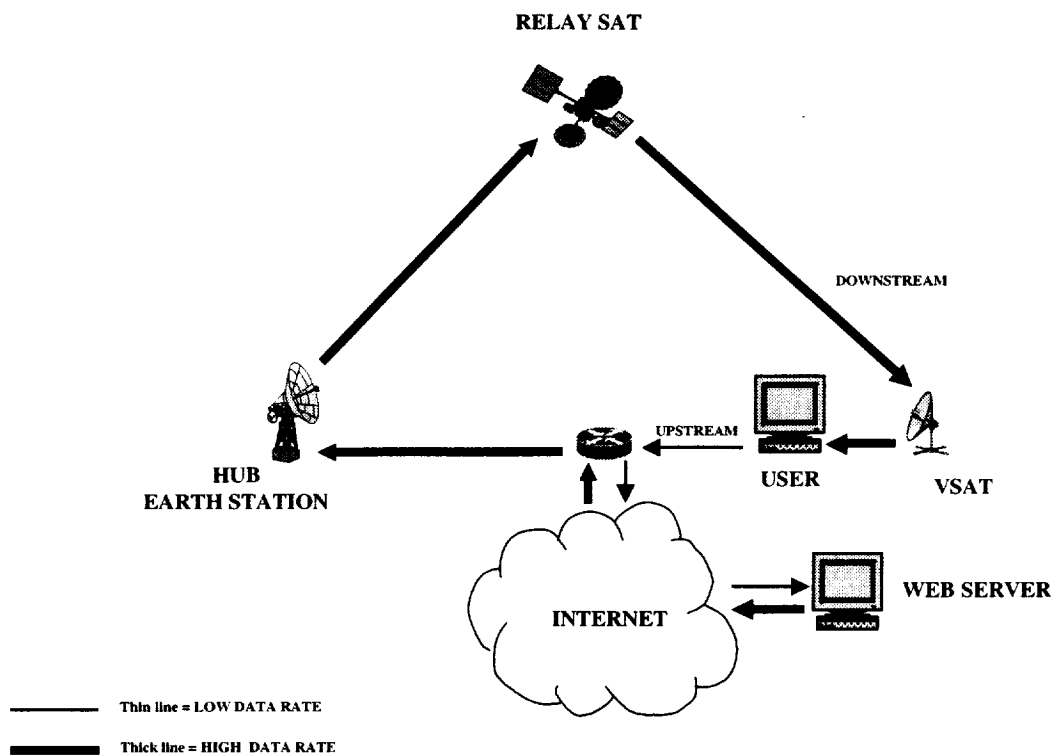 RELAY SAT
DOWNSTREAM
UPSTREAM
HUB
EARTH STATION
USER
VSAT
WEB SERVER
INTERNET
Thin line = LOW DATA RATE
Thick line = HIGH DATA RATE